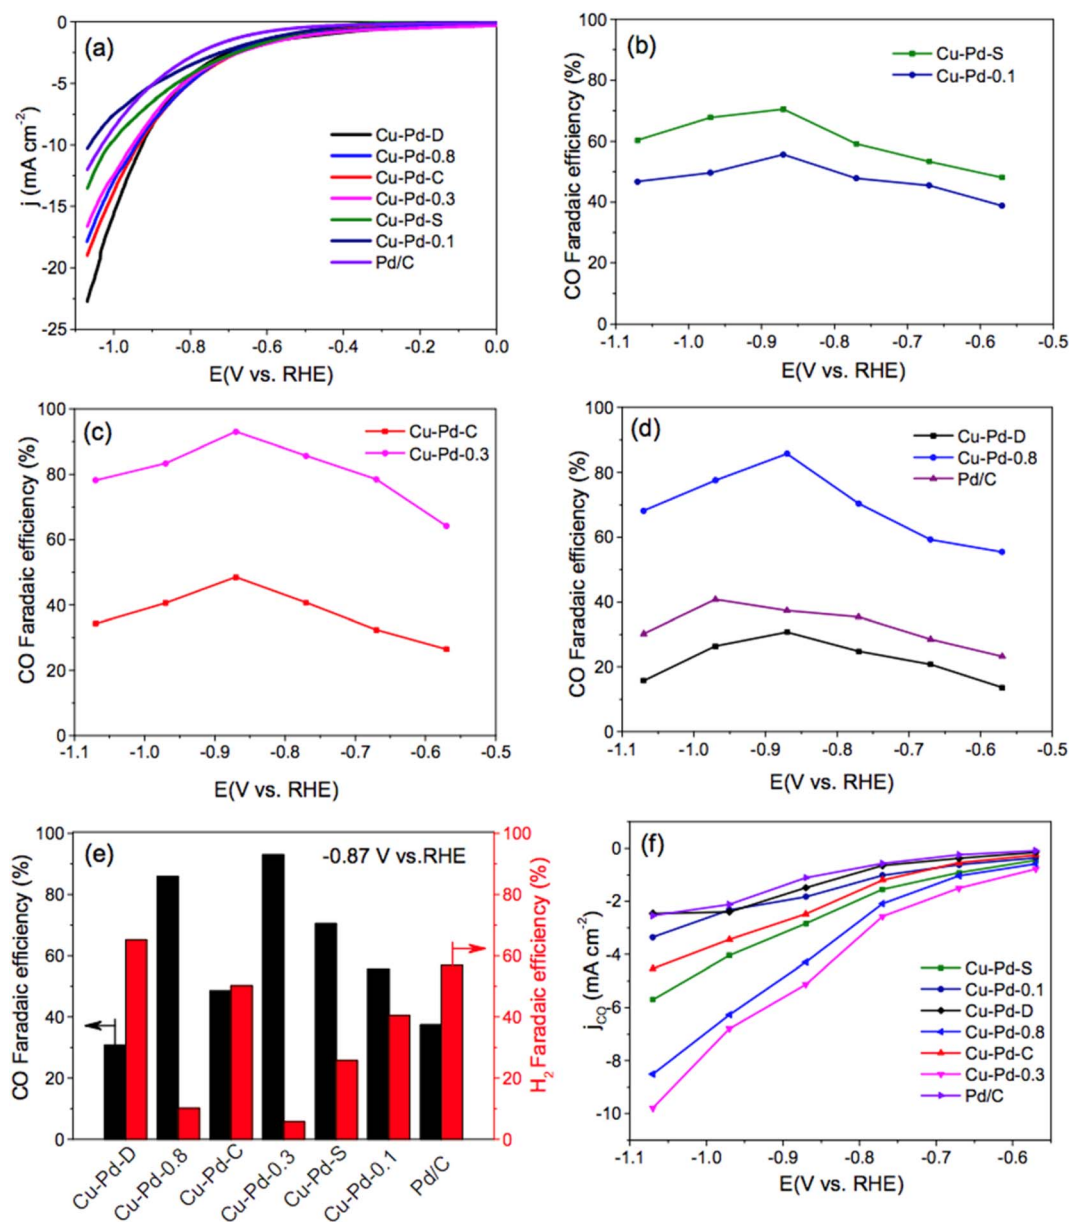 (a)
j (mA cm-2)
0
-5
-10
-15
-20
-25
-1.0
-0.8
-0.6
-0.4
-0.2
0.0
E(V vs. RHE)
Cu-Pd-D
Cu-Pd-0.8
Cu-Pd-C
Cu-Pd-0.3
Cu-Pd-S
Cu-Pd-0.1
Pd/C
(b)
CO Faradaic efficiency (%)
100
80
60
40
20
0
-1.1
-1.0
-0.9
-0.8
-0.7
-0.6
-0.5
E(V vs. RHE)
Cu-Pd-S
Cu-Pd-0.1
(c)
CO Faradaic efficiency (%)
100
80
60
40
20
0
-1.1
-1.0
-0.9
-0.8
-0.7
-0.6
-0.5
E(V vs. RHE)
Cu-Pd-C
Cu-Pd-0.3
(d)
CO Faradaic efficiency (%)
100
80
60
40
20
0
-1.1
-1.0
-0.9
-0.8
-0.7
-0.6
-0.5
E(V vs. RHE)
Cu-Pd-D
Cu-Pd-0.8
Pd/C
(e)
-0.87 V vs.RHE
CO Faradaic efficiency (%)
100
80
60
40
20
0
H2 Faradaic efficiency (%)
100
80
60
40
20
0
Cu-Pd-D
Cu-Pd-0.8
Cu-Pd-C
Cu-Pd-0.3
Cu-Pd-S
Cu-Pd-0.1
Pd/C
(f)
jCO (mA cm-2)
0
-2
-4
-6
-8
-10
-1.1
-1.0
-0.9
-0.8
-0.7
-0.6
E(V vs. RHE)
Cu-Pd-S
Cu-Pd-0.1
Cu-Pd-D
Cu-Pd-0.8
Cu-Pd-C
Cu-Pd-0.3
Pd/C